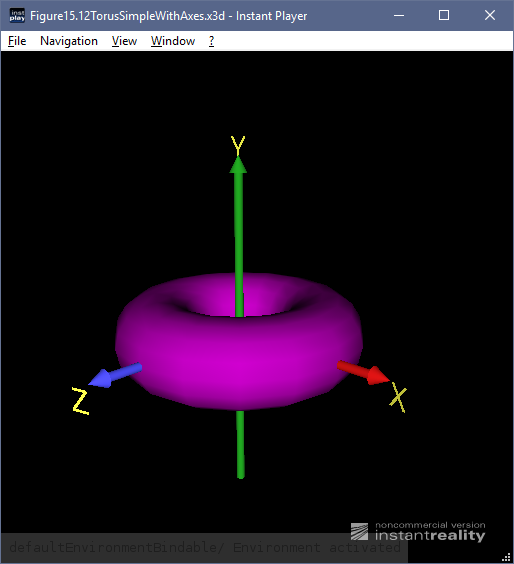 Figure15.12TorusSimpleWithAxes.x3d - Instant Player
File Navigation View Window ?
Y
Z
X
noncommercial version
instantreality
defaultEnvironmentBindable/ Environment activated